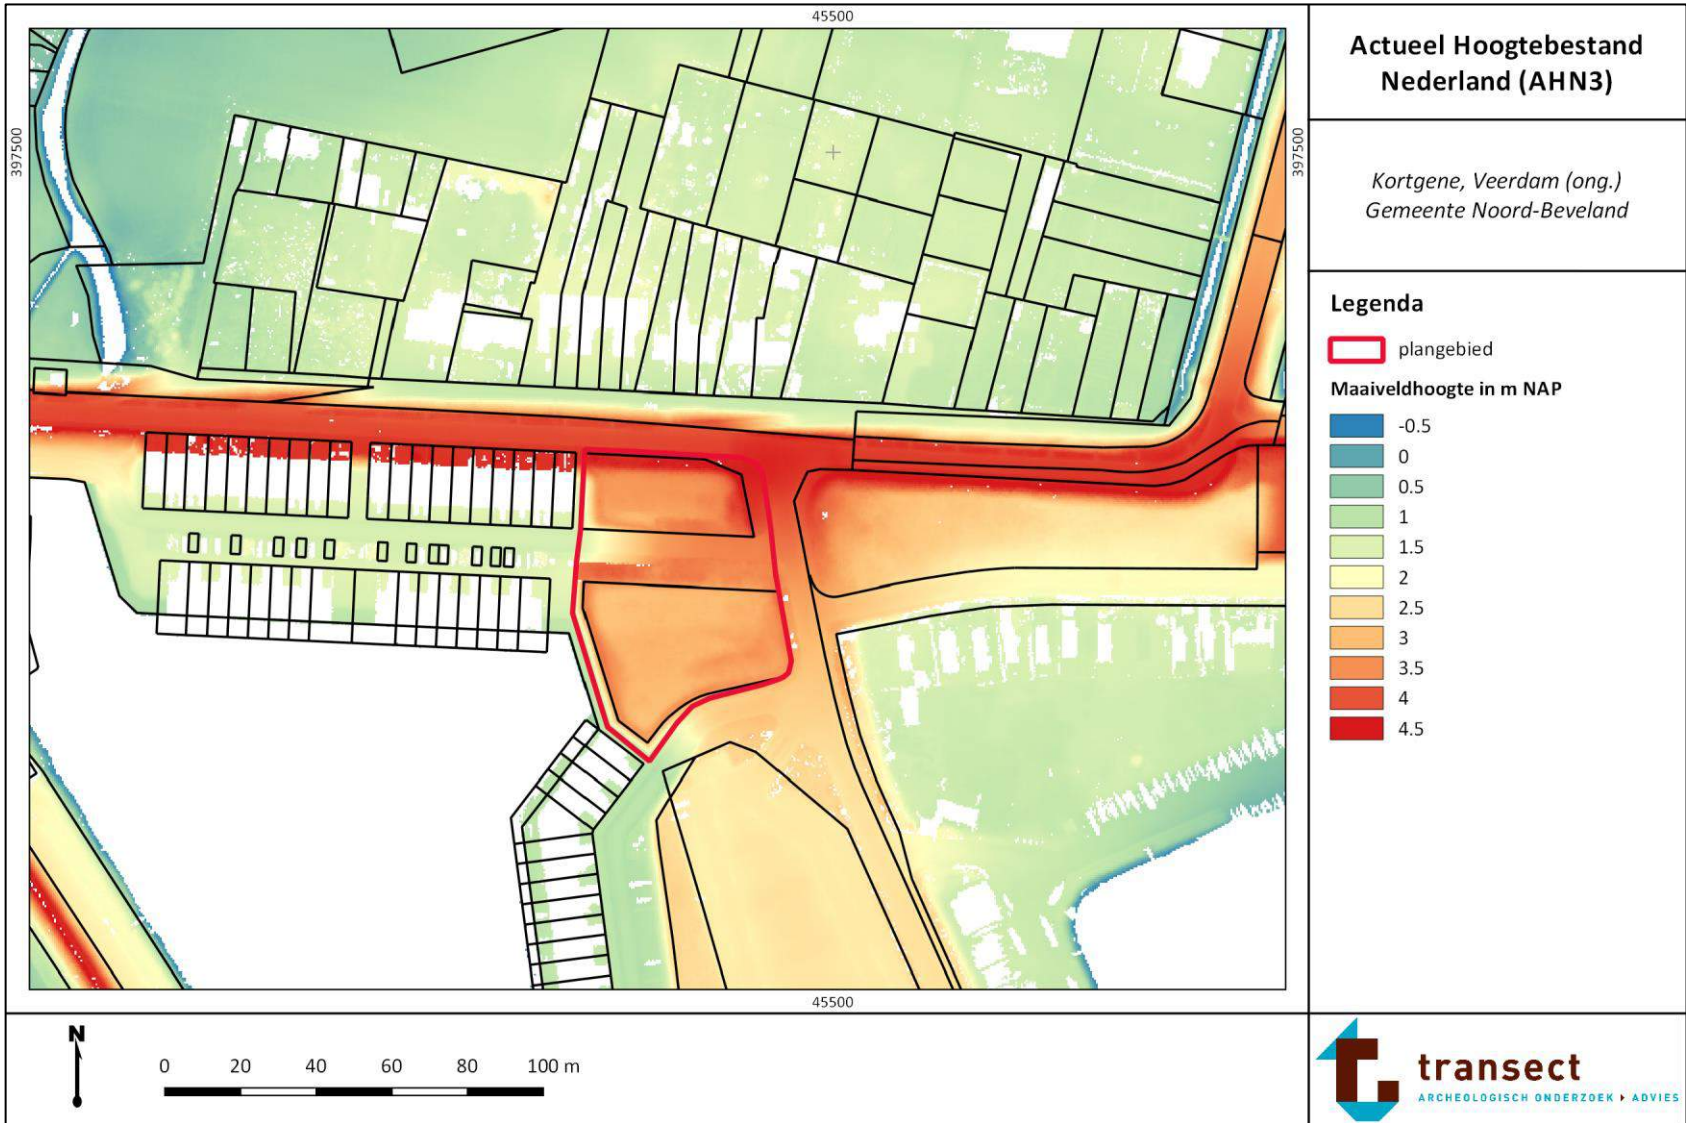 45500
397500
397500
45500
Actueel Hoogtebestand
Nederland (AHN3)
Kortgene, Veerdam (ong.)
Gemeente Noord-Beveland
Legenda
plangebied
Maaiveldhoogte in m NAP
-0.5
0
0.5
1
1.5
2
2.5
3
3.5
4
4.5
N
0 20 40 60 80 100 m
transect
ARCHEOLOGISCH ONDERZOEK ▸ ADVIES